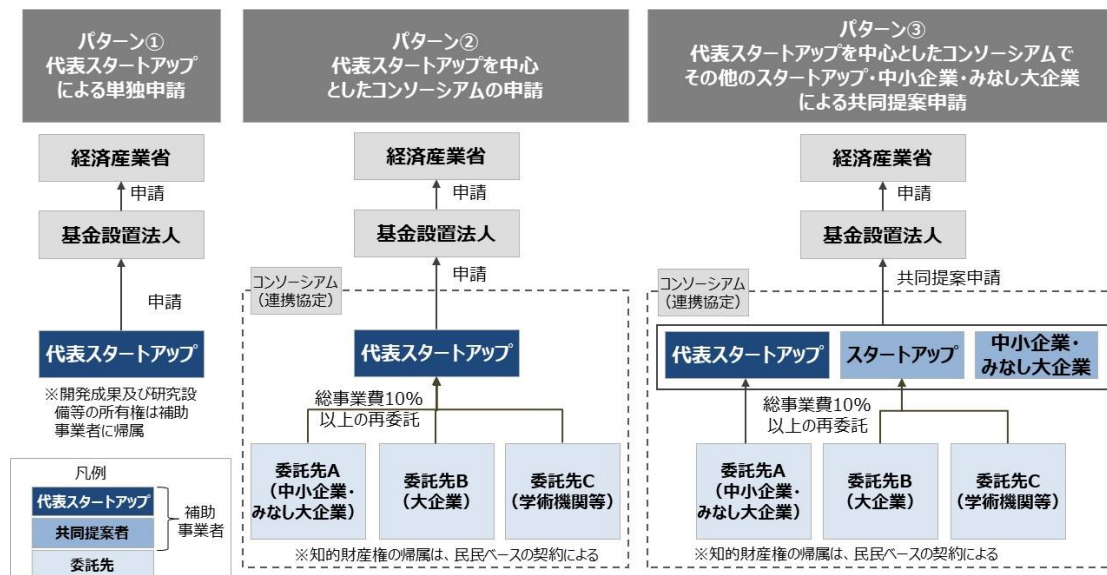 パターン①
代表スタートアップ
による単独申請
経済産業省
申請
基金設置法人
申請
代表スタートアップ
※開発成果及び研究設
備等の所有権は補助
事業者に帰属
凡例
代表スタートアップ
共同提案者
委託先
補助
事業者
パターン②
代表スタートアップを中心
としたコンソーシアムの申請
経済産業省
申請
基金設置法人
コンソーシアム
(連携協定)
申請
代表スタートアップ
総事業費10%
以上の再委託
委託先A
(中小企業・
みなし大企業)
委託先B
(大企業)
委託先C
(学術機関等)
※知的財産権の帰属は、民民ベースの契約による
パターン③
代表スタートアップを中心としたコンソーシアムで
その他のスタートアップ・中小企業・みなし大企業
による共同提案申請
経済産業省
申請
基金設置法人
コンソーシアム
(連携協定)
共同提案申請
代表スタートアップ
スタートアップ
中小企業・
みなし大企業
総事業費10%
以上の再委託
委託先A
(中小企業・
みなし大企業)
委託先B
(大企業)
委託先C
(学術機関等)
※知的財産権の帰属は、民民ベースの契約による